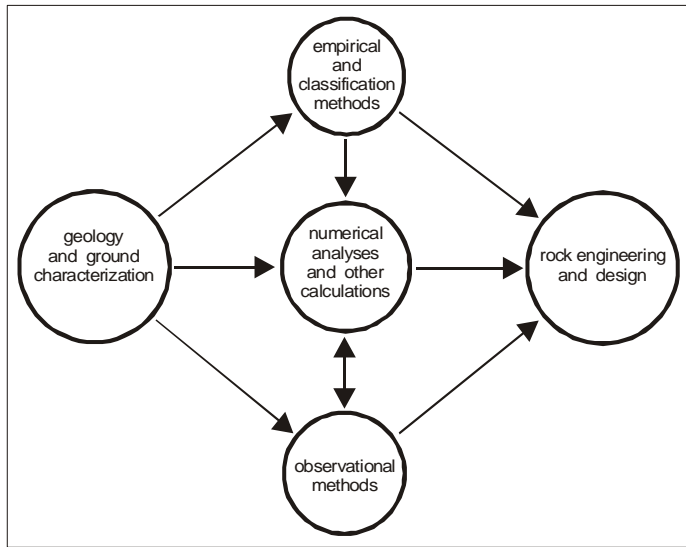 empirical
and
classification
methods
geology
and ground
characterization
numerical
analyses
and other
calculations
rock engineering
and design
observational
methods